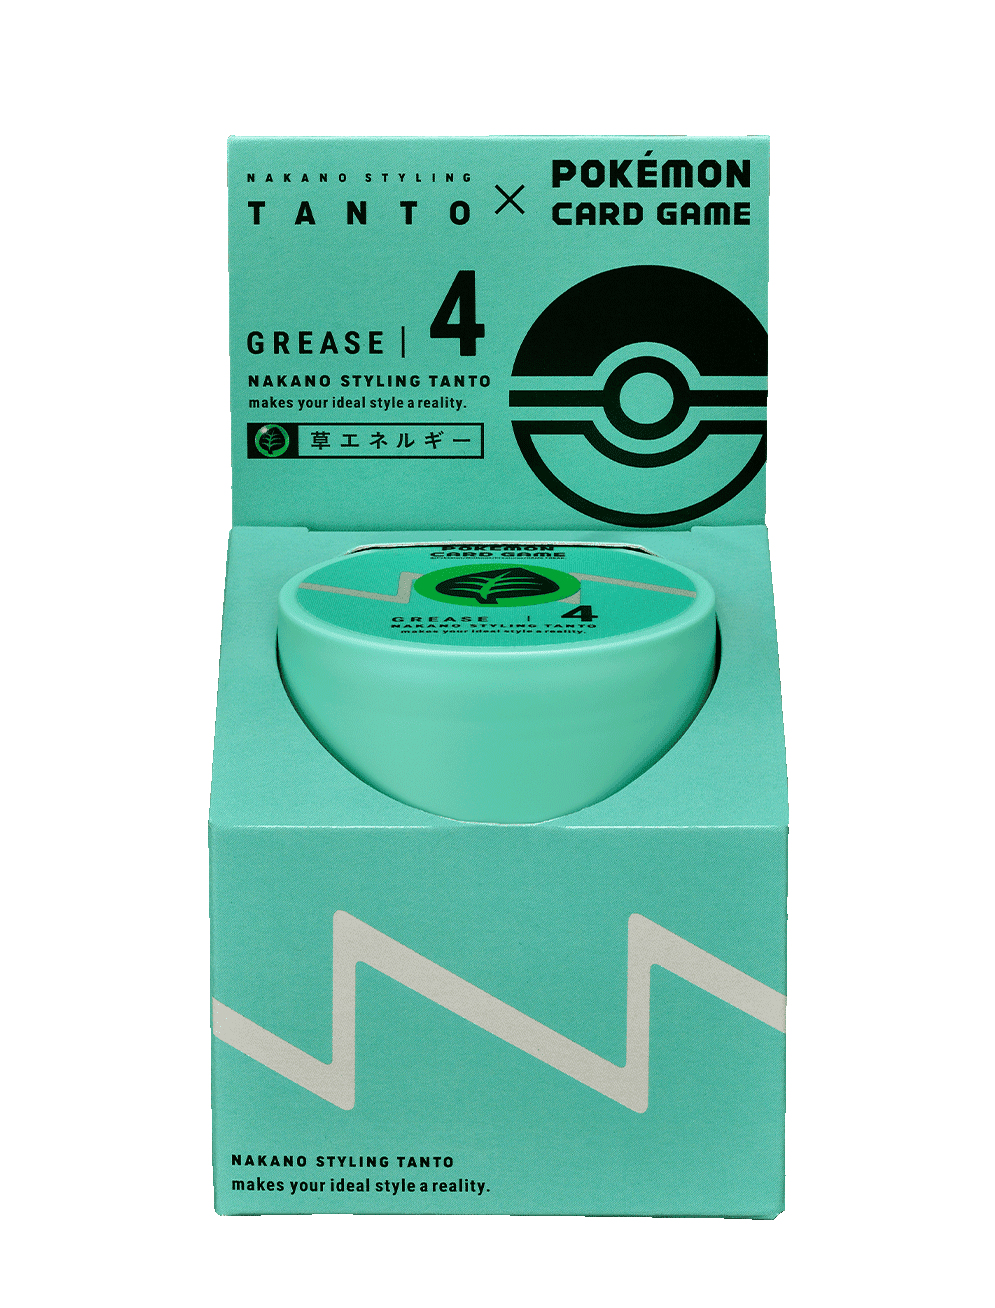 NAKANO STYLING
TANTO
×
POKÉMON
CARD GAME
GREASE | 4
NAKANO STYLING TANTO
makes your ideal style a reality.
草エネルギー
POKÉMON
CARD GAME
GREASE | 4
NAKANO STYLING TANTO
makes your ideal style a reality.
NAKANO STYLING TANTO
makes your ideal style a reality.